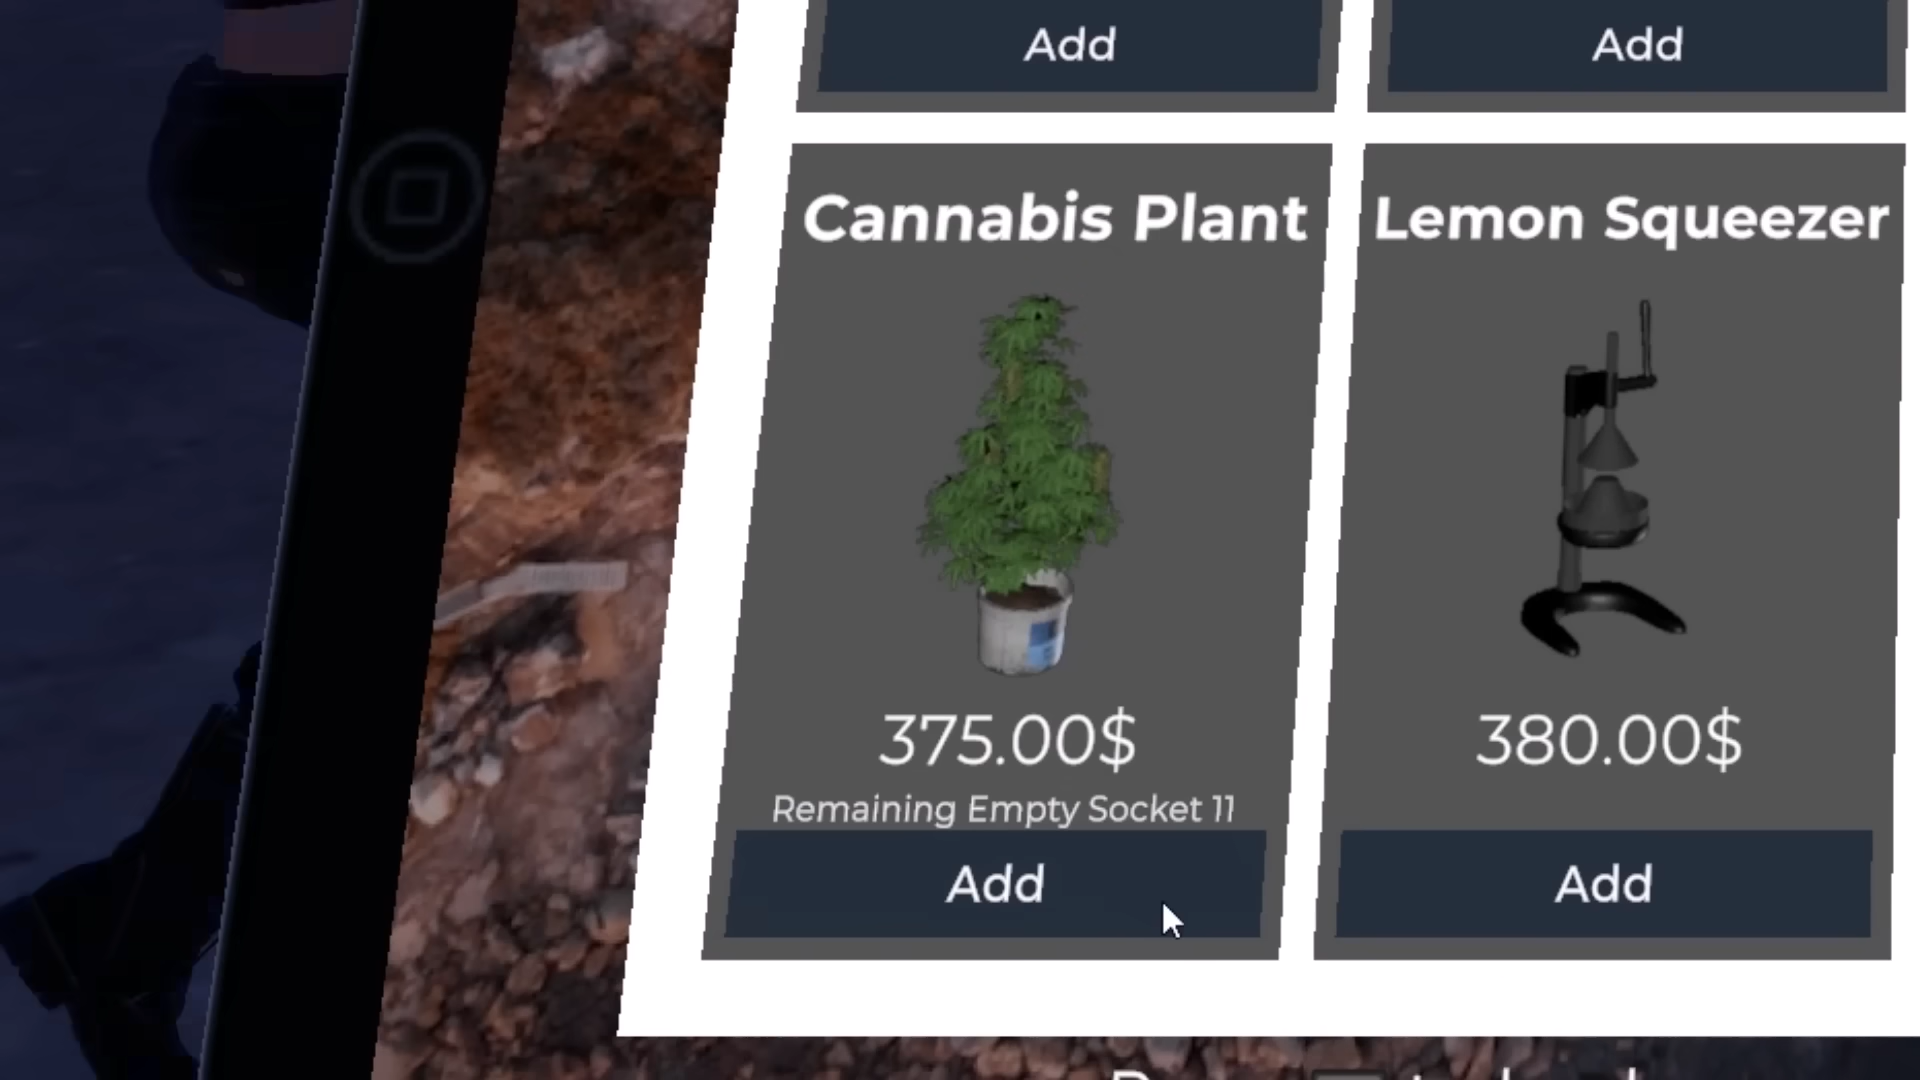 Add
Add
Cannabis Plant
Lemon Squeezer
375.00$
380.00$
Remaining Empty Socket 11
Add
Add